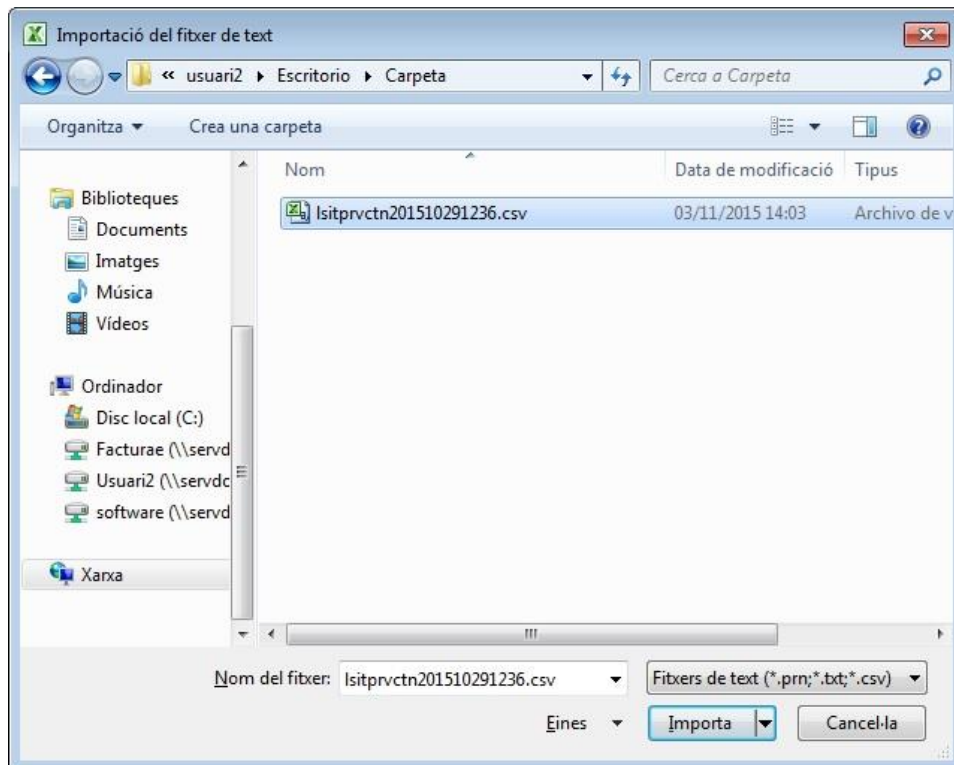 Importació del fitxer de text
« usuari2 ▸ Escritorio ▸ Carpeta
Cerca a Carpeta
Organitza
Crea una carpeta
Nom
Data de modificació
Tipus
Biblioteques
Documents
Imatges
Música
Vídeos
Ordinador
Disc local (C:)
Facturae (\\servd
Usuari2 (\\servdc
software (\\servd
Xarxa
lsitprvctn201510291236.csv
03/11/2015 14:03
Archivo de v
Nom del fitxer:
lsitprvctn201510291236.csv
Fitxers de text (*.prn;*.txt;*.csv)
Eines
Importa
Cancel·la